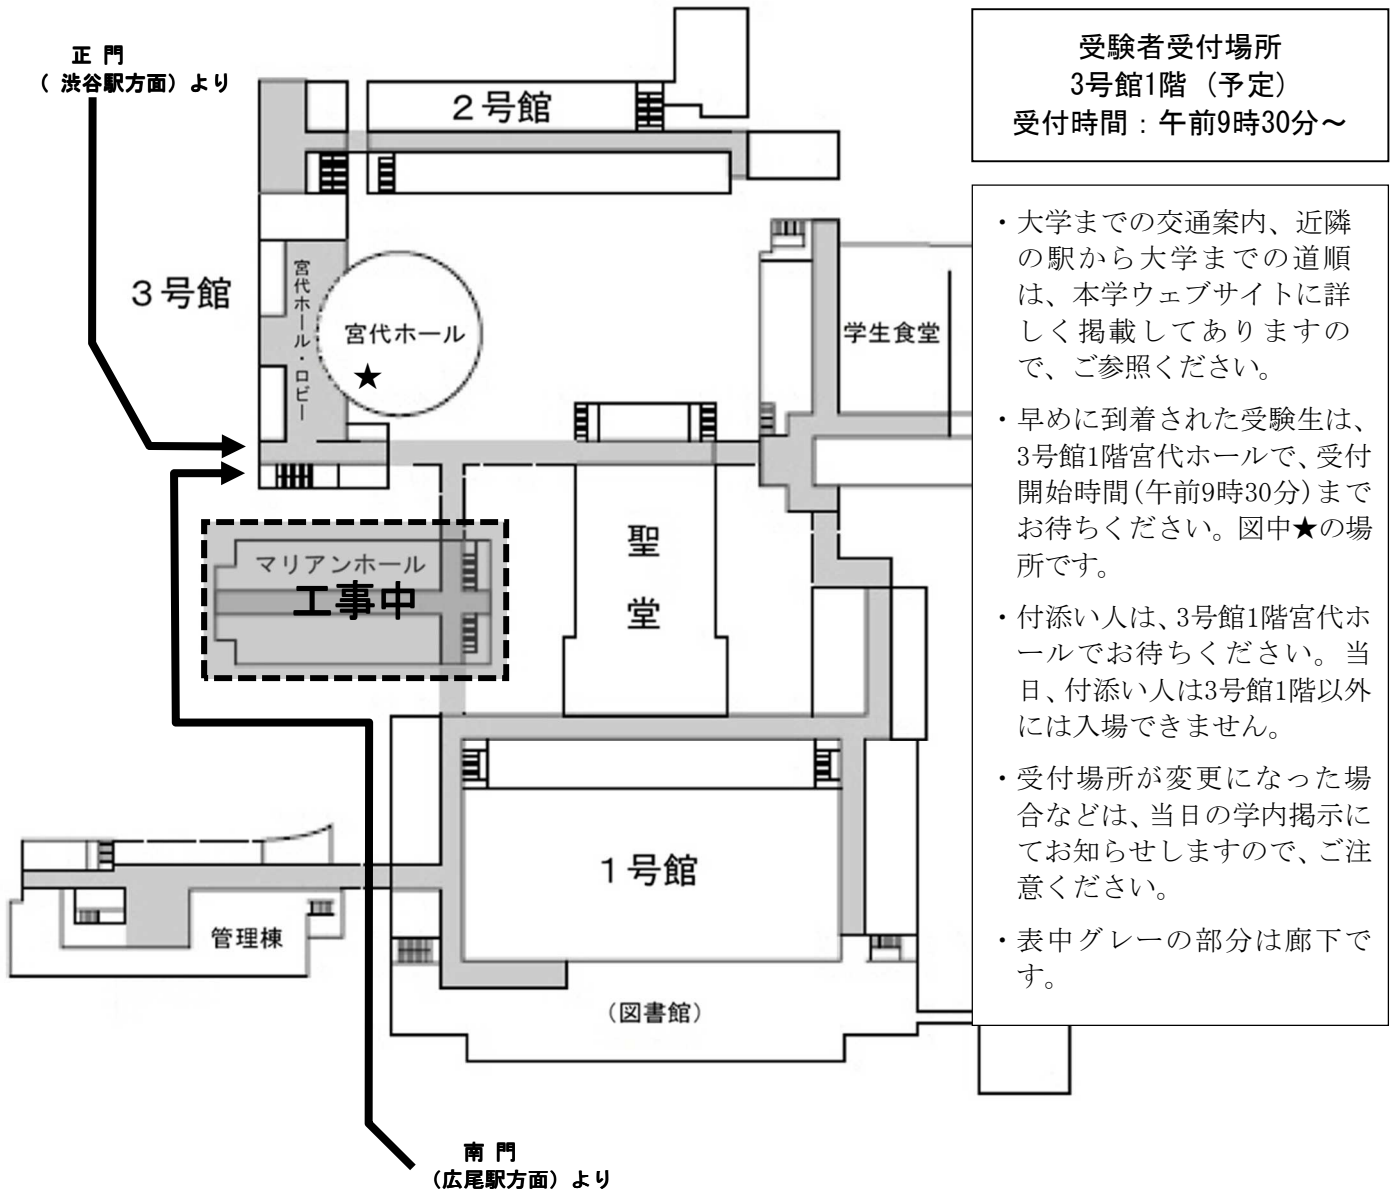 正 門
( 渋谷駅方面）より
２号館
３号館
宮代ホール・ロビー
宮代ホール
★
学生食堂
マリアンホール
工事中
聖
堂
１号館
管理棟
（図書館）
南 門
（広尾駅方面）より
受験者受付場所
3号館1階（予定）
受付時間：午前9時30分～
・大学までの交通案内、近隣
の駅から大学までの道順
は、本学ウェブサイトに詳
しく掲載してありますの
で、ご参照ください。
・早めに到着された受験生は、
3号館1階宮代ホールで、受付
開始時間(午前9時30分)まで
お待ちください。図中★の場
所です。
・付添い人は、3号館1階宮代ホ
ールでお待ちください。当
日、付添い人は3号館1階以外
には入場できません。
・受付場所が変更になった場
合などは、当日の学内掲示に
てお知らせしますので、ご注
意ください。
・表中グレーの部分は廊下で
す。